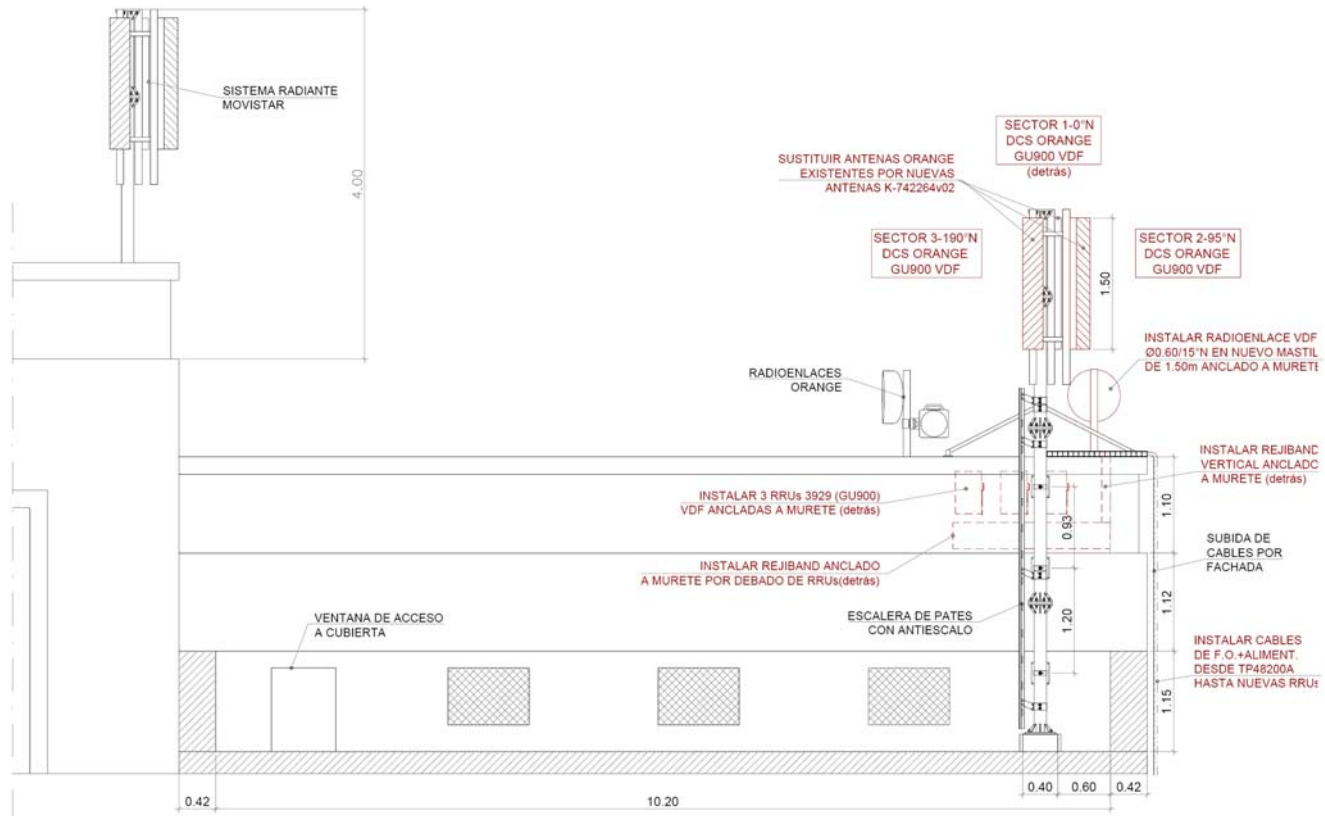 SISTEMA RADIANTE
MOVISTAR
4.00
SECTOR 1-0°N
DCS ORANGE
GU900 VDF
(detrás)
SUSTITUIR ANTENAS ORANGE
EXISTENTES POR NUEVAS
ANTENAS K-742264v02
SECTOR 3-190°N
DCS ORANGE
GU900 VDF
SECTOR 2-95°N
DCS ORANGE
GU900 VDF
1.50
INSTALAR RADIOENLACE VDF
Ø0.60/15°N EN NUEVO MASTIL
DE 1.50m ANCLADO A MURETE
RADIOENLACES
ORANGE
INSTALAR REJIBAND
VERTICAL ANCLADO
A MURETE (detrás)
INSTALAR 3 RRUs 3929 (GU900)
VDF ANCLADAS A MURETE (detrás)
0.93
1.10
INSTALAR REJIBAND ANCLADO
A MURETE POR DEBADO DE RRUs(detrás)
SUBIDA DE
CABLES POR
FACHADA
VENTANA DE ACCESO
A CUBIERTA
ESCALERA DE PATES
CON ANTIESCALO
1.20
1.12
INSTALAR CABLES
DE F.O.+ALIMENT.
DESDE TP48200A
HASTA NUEVAS RRUs
1.15
0.42
10.20
0.40
0.60
0.42